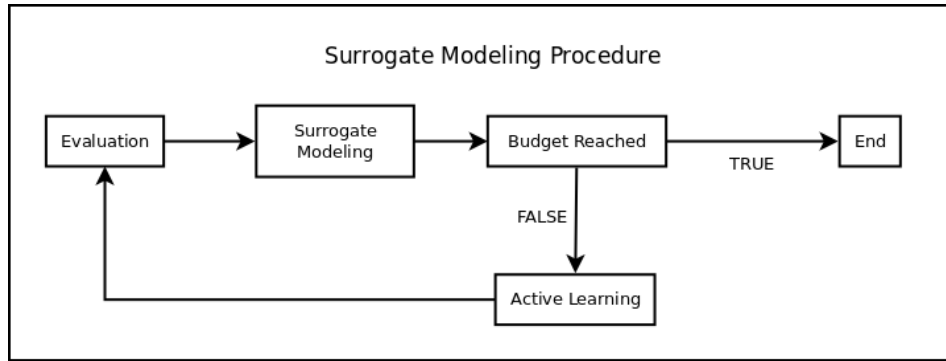 Surrogate Modeling Procedure
Evaluation
Surrogate
Modeling
Budget Reached
End
TRUE
FALSE
Active Learning